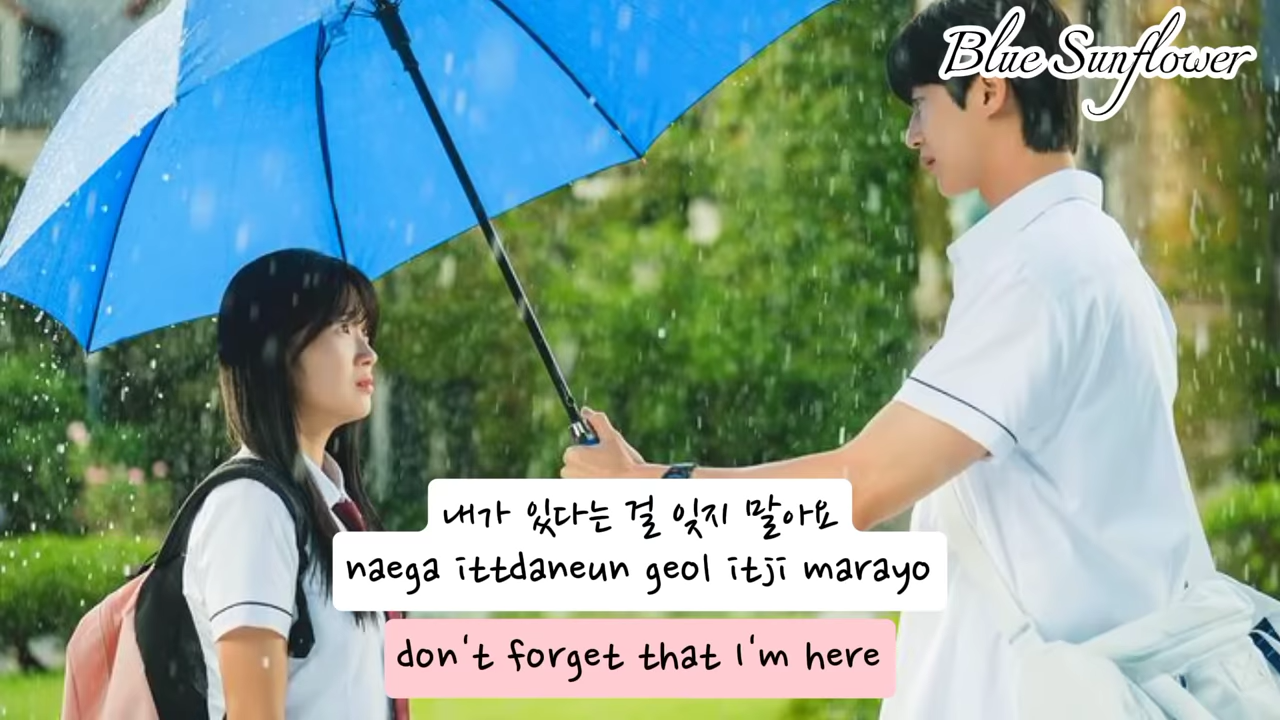 Blue Sunflower
내가 있다는 걸 잊지 말아요
naega ittdaneun geol itji marayo
don't forget that I'm here